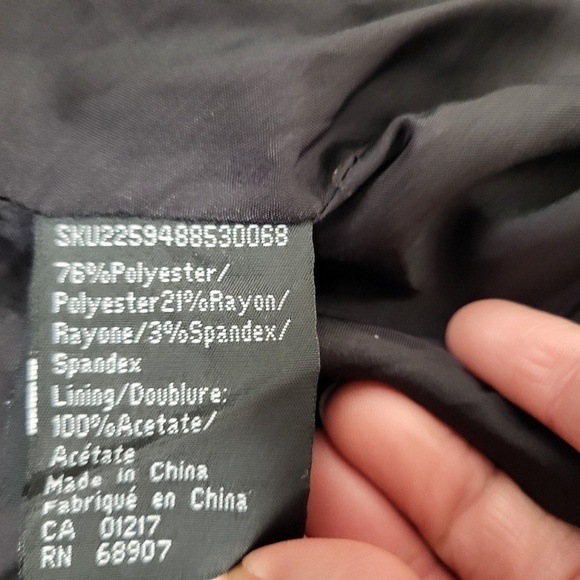 SKU2259488530068
76%Polyester/
Polyester21%Rayon/
Rayone/3%Spandex/
Spandex
Lining/Doublure:
100%Acetate/
Acétate
Made in China
Fabriqué en China
CA 01217
RN 68907